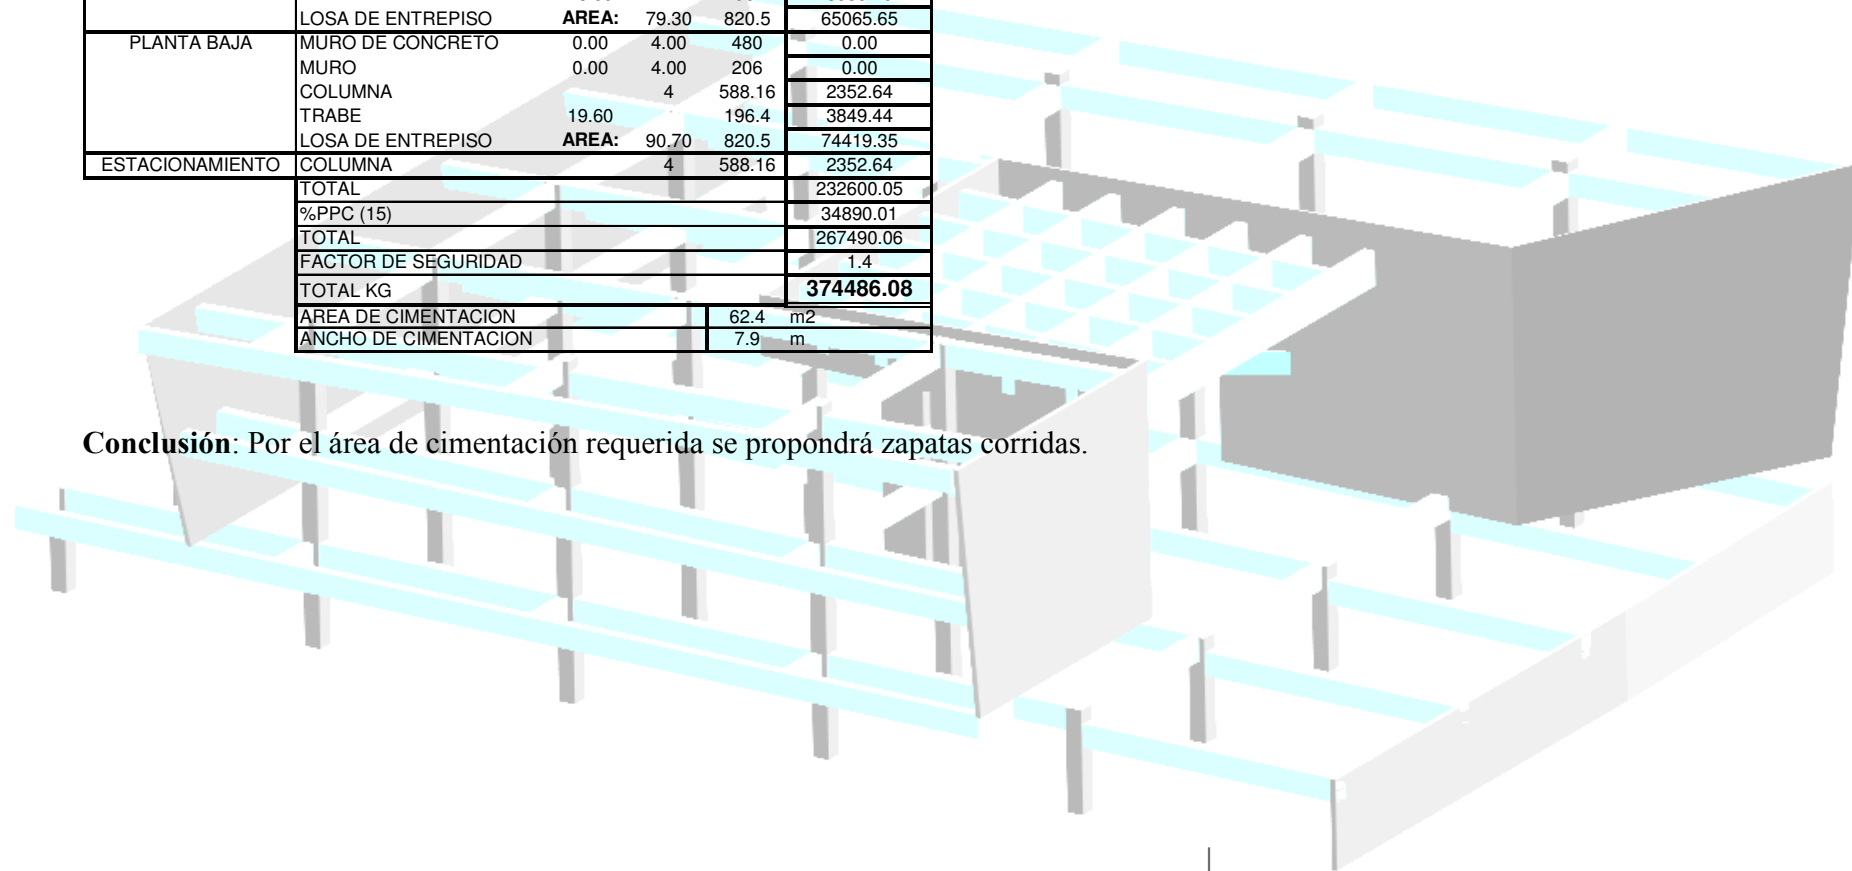 LOSA DE ENTREPISO AREA: 79.30 820.5 65065.65
PLANTA BAJA MURO DE CONCRETO 0.00 4.00 480 0.00
MURO 0.00 4.00 206 0.00
COLUMNA 4 588.16 2352.64
TRABE 19.60 196.4 3849.44
LOSA DE ENTREPISO AREA: 90.70 820.5 74419.35
ESTACIONAMIENTO COLUMNA 4 588.16 2352.64
TOTAL 232600.05
%PPC (15) 34890.01
TOTAL 267490.06
FACTOR DE SEGURIDAD 1.4
TOTAL KG 374486.08
AREA DE CIMENTACION 62.4 m2
ANCHO DE CIMENTACION 7.9 m
Conclusión: Por el área de cimentación requerida se propondrá zapatas corridas.